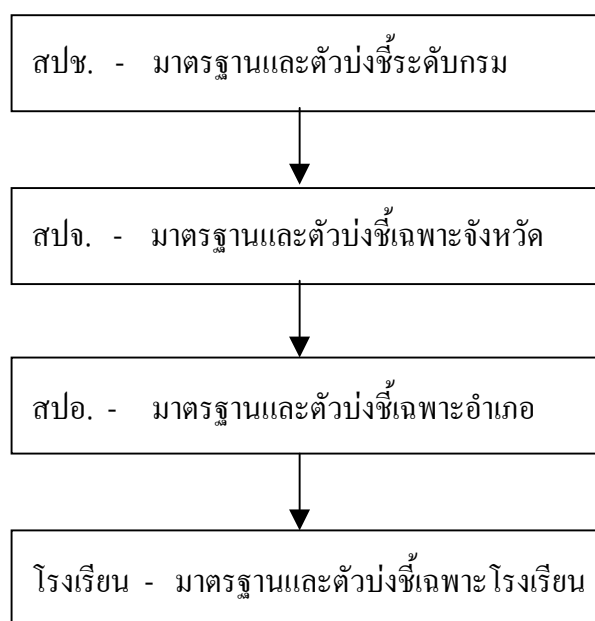 สปช. - มาตรฐานและตัวบ่งชี้ระดับกรม
สปจ. - มาตรฐานและตัวบ่งชี้เฉพาะจังหวัด
สปอ. - มาตรฐานและตัวบ่งชี้เฉพาะอำเภอ
โรงเรียน - มาตรฐานและตัวบ่งชี้เฉพาะโรงเรียน